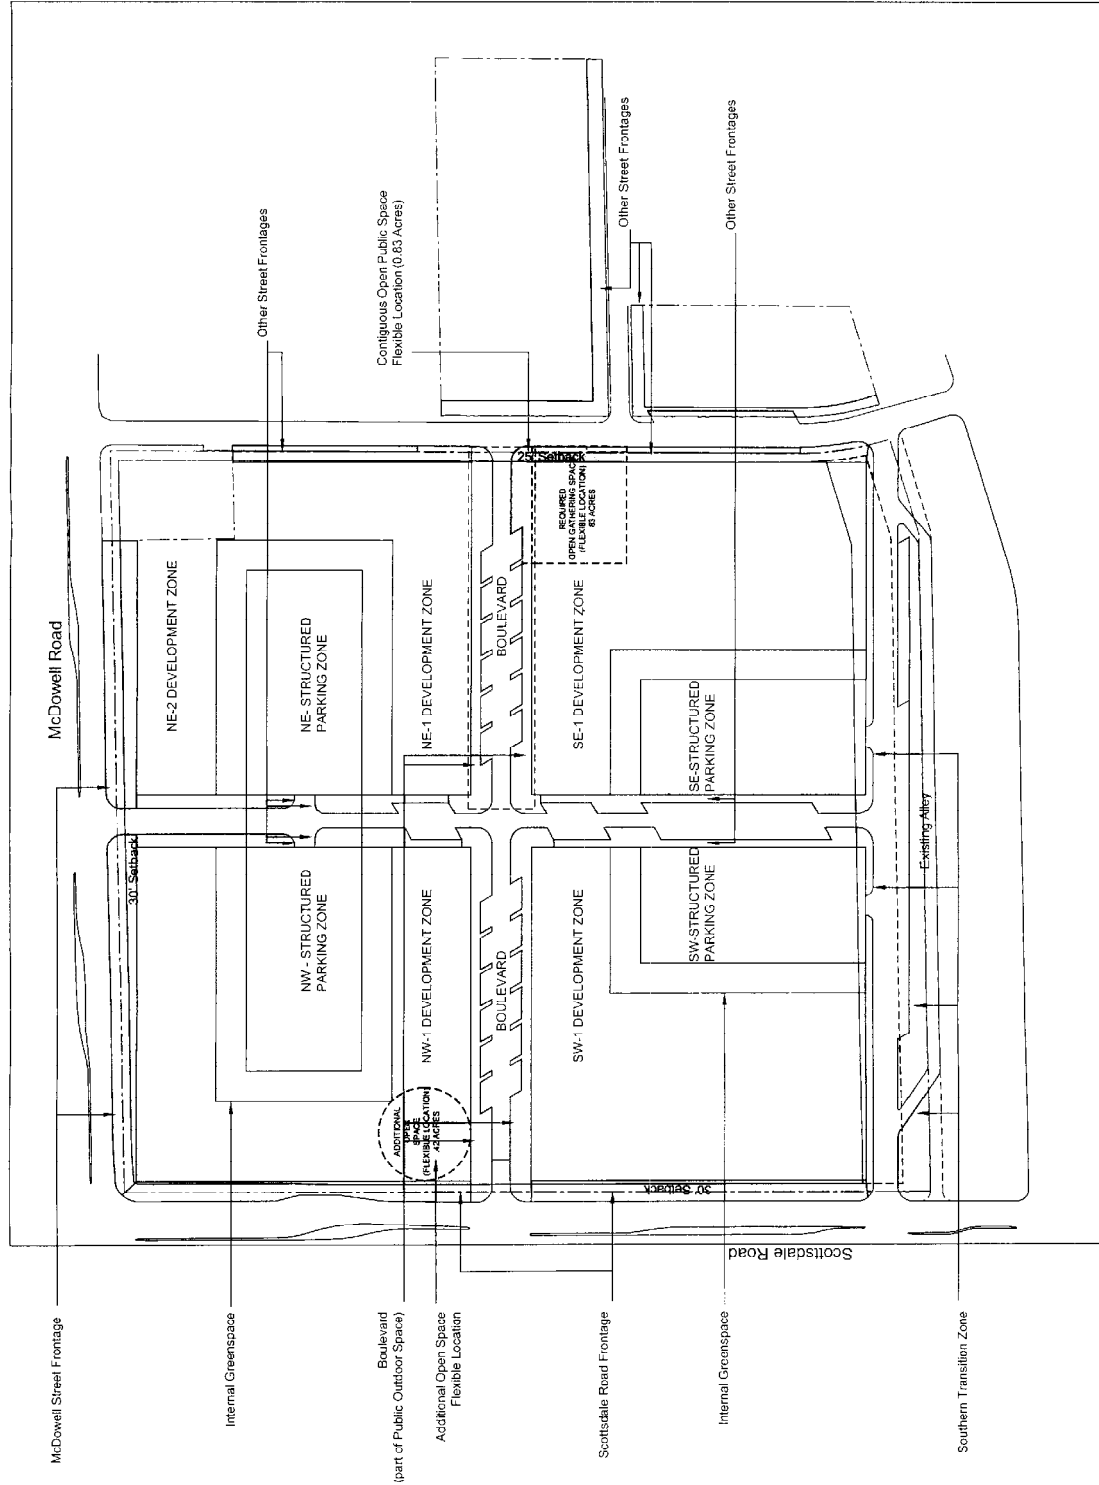 McDowell Street Frontage
Internal Greenspace
Boulevard
(part of Public Outdoor Space)
Additional Open Space
Flexible Location
Scottsdale Road Frontage
Internal Greenspace
Southern Transition Zone
Scottsdale Road
McDowell Road
30' Setback
30' Setback
25' Setback
NW - STRUCTURED
PARKING ZONE
NW-1 DEVELOPMENT ZONE
ADDITIONAL
OPEN
SPACE
(FLEXIBLE LOCATION)
.42 ACRES
BOULEVARD
SW-1 DEVELOPMENT ZONE
SW-STRUCTURED
PARKING ZONE
Existing Alley
NE-2 DEVELOPMENT ZONE
NE- STRUCTURED
PARKING ZONE
NE-1 DEVELOPMENT ZONE
BOULEVARD
SE-1 DEVELOPMENT ZONE
SE-STRUCTURED
PARKING ZONE
REQUIRED
OPEN GATHERING SPACE
(FLEXIBLE LOCATION)
83 ACRES
Other Street Frontages
Contiguous Open Public Space
Flexible Location (0.83 Acres)
Other Street Frontages
Other Street Frontages